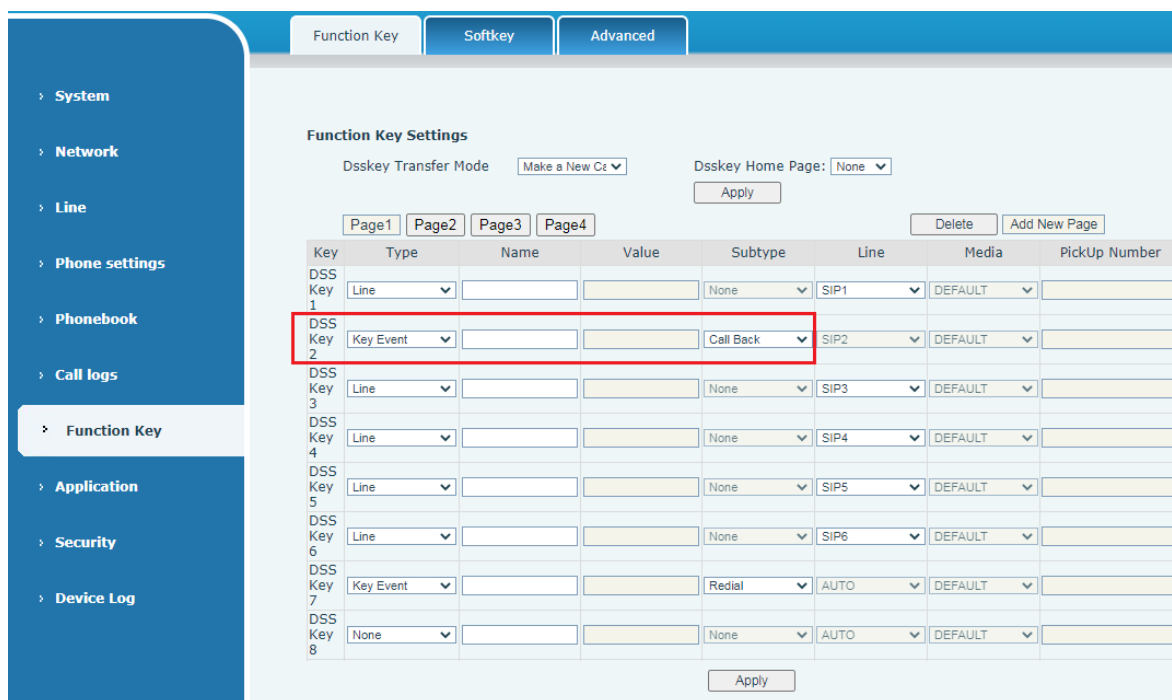 Function Key Softkey Advanced
System
Network
Line
Phone settings
Phonebook
Call logs
Function Key
Application
Security
Device Log
Function Key Settings
Dsskey Transfer Mode Make a New Ca Dsskey Home Page: None
Apply
Page1 Page2 Page3 Page4 Delete Add New Page
Key Type Name Value Subtype Line Media PickUp Number
DSS Key 1 Line None SIP1 DEFAULT
DSS Key 2 Key Event Call Back SIP2 DEFAULT
DSS Key 3 Line None SIP3 DEFAULT
DSS Key 4 Line None SIP4 DEFAULT
DSS Key 5 Line None SIP5 DEFAULT
DSS Key 6 Line None SIP6 DEFAULT
DSS Key 7 Key Event Redial AUTO DEFAULT
DSS Key 8 None None AUTO DEFAULT
Apply